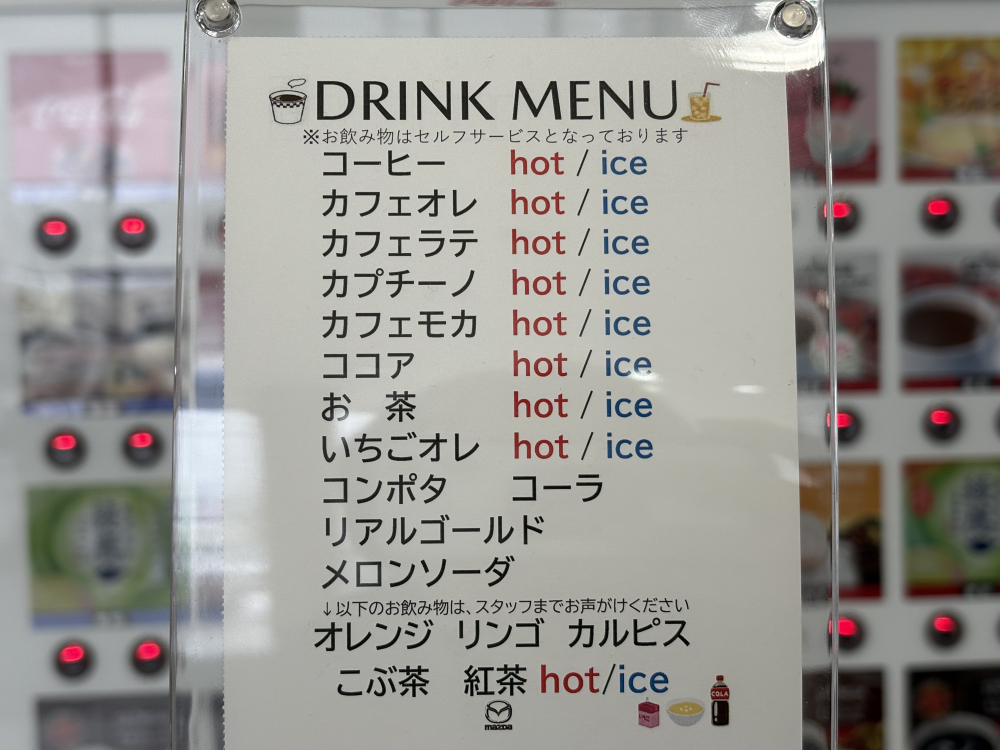 DRINK MENU
※お飲み物はセルフサービスとなっております
コーヒー hot / ice
カフェオレ hot / ice
カフェラテ hot / ice
カプチーノ hot / ice
カフェモカ hot / ice
ココア hot / ice
お 茶 hot / ice
いちごオレ hot / ice
コンポタ コーラ
リアルゴールド
メロンソーダ
↓以下のお飲み物は、スタッフまでお声がけください
オレンジ リンゴ カルピス
こぶ茶 紅茶 hot/ice
COLA
mazda